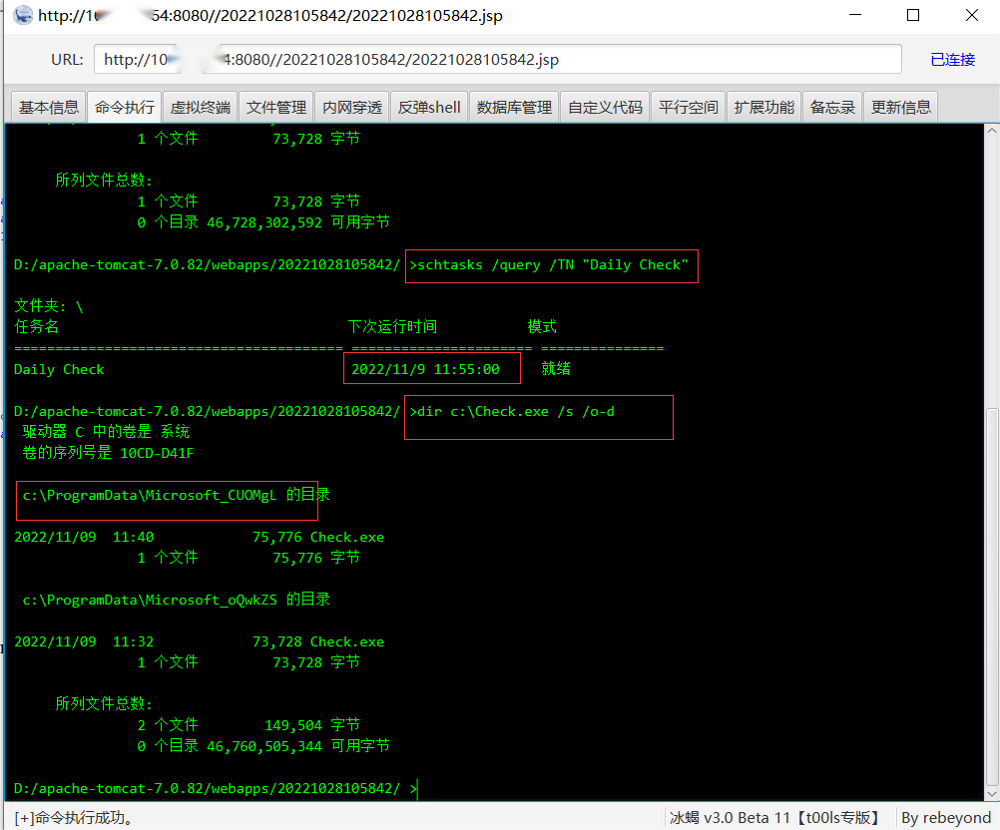 http://10 54:8080//20221028105842/20221028105842.jsp
URL: http://10 4:8080//20221028105842/20221028105842.jsp 已连接
基本信息 命令执行 虚拟终端 文件管理 内网穿透 反弹shell 数据库管理 自定义代码 平行空间 扩展功能 备忘录 更新信息
1 个文件 73,728 字节
所列文件总数:
1 个文件 73,728 字节
0 个目录 46,728,302,592 可用字节
D:/apache-tomcat-7.0.82/webapps/20221028105842/ >schtasks /query /TN "Daily Check"
文件夹: \
任务名 下次运行时间 模式
======================================== ====================== ===============
Daily Check 2022/11/9 11:55:00 就绪
D:/apache-tomcat-7.0.82/webapps/20221028105842/ >dir c:\Check.exe /s /o-d
驱动器 C 中的卷是 系统
卷的序列号是 10CD-D41F
c:\ProgramData\Microsoft_CUOMgL 的目录
2022/11/09 11:40 75,776 Check.exe
1 个文件 75,776 字节
c:\ProgramData\Microsoft_oQwkZS 的目录
2022/11/09 11:32 73,728 Check.exe
1 个文件 73,728 字节
所列文件总数:
2 个文件 149,504 字节
0 个目录 46,760,505,344 可用字节
D:/apache-tomcat-7.0.82/webapps/20221028105842/ >
[+]命令执行成功。 冰蝎 v3.0 Beta 11【t00ls专版】 By rebeyond